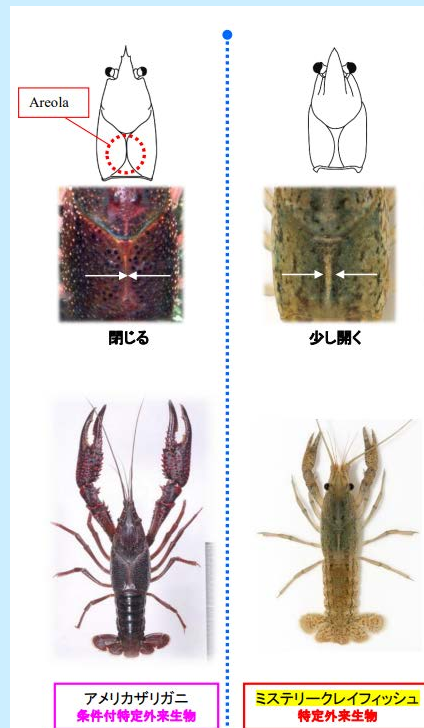 Areola
閉じる
少し開く
アメリカザリガニ
条件付特定外来生物
ミステリークレイフィッシュ
特定外来生物